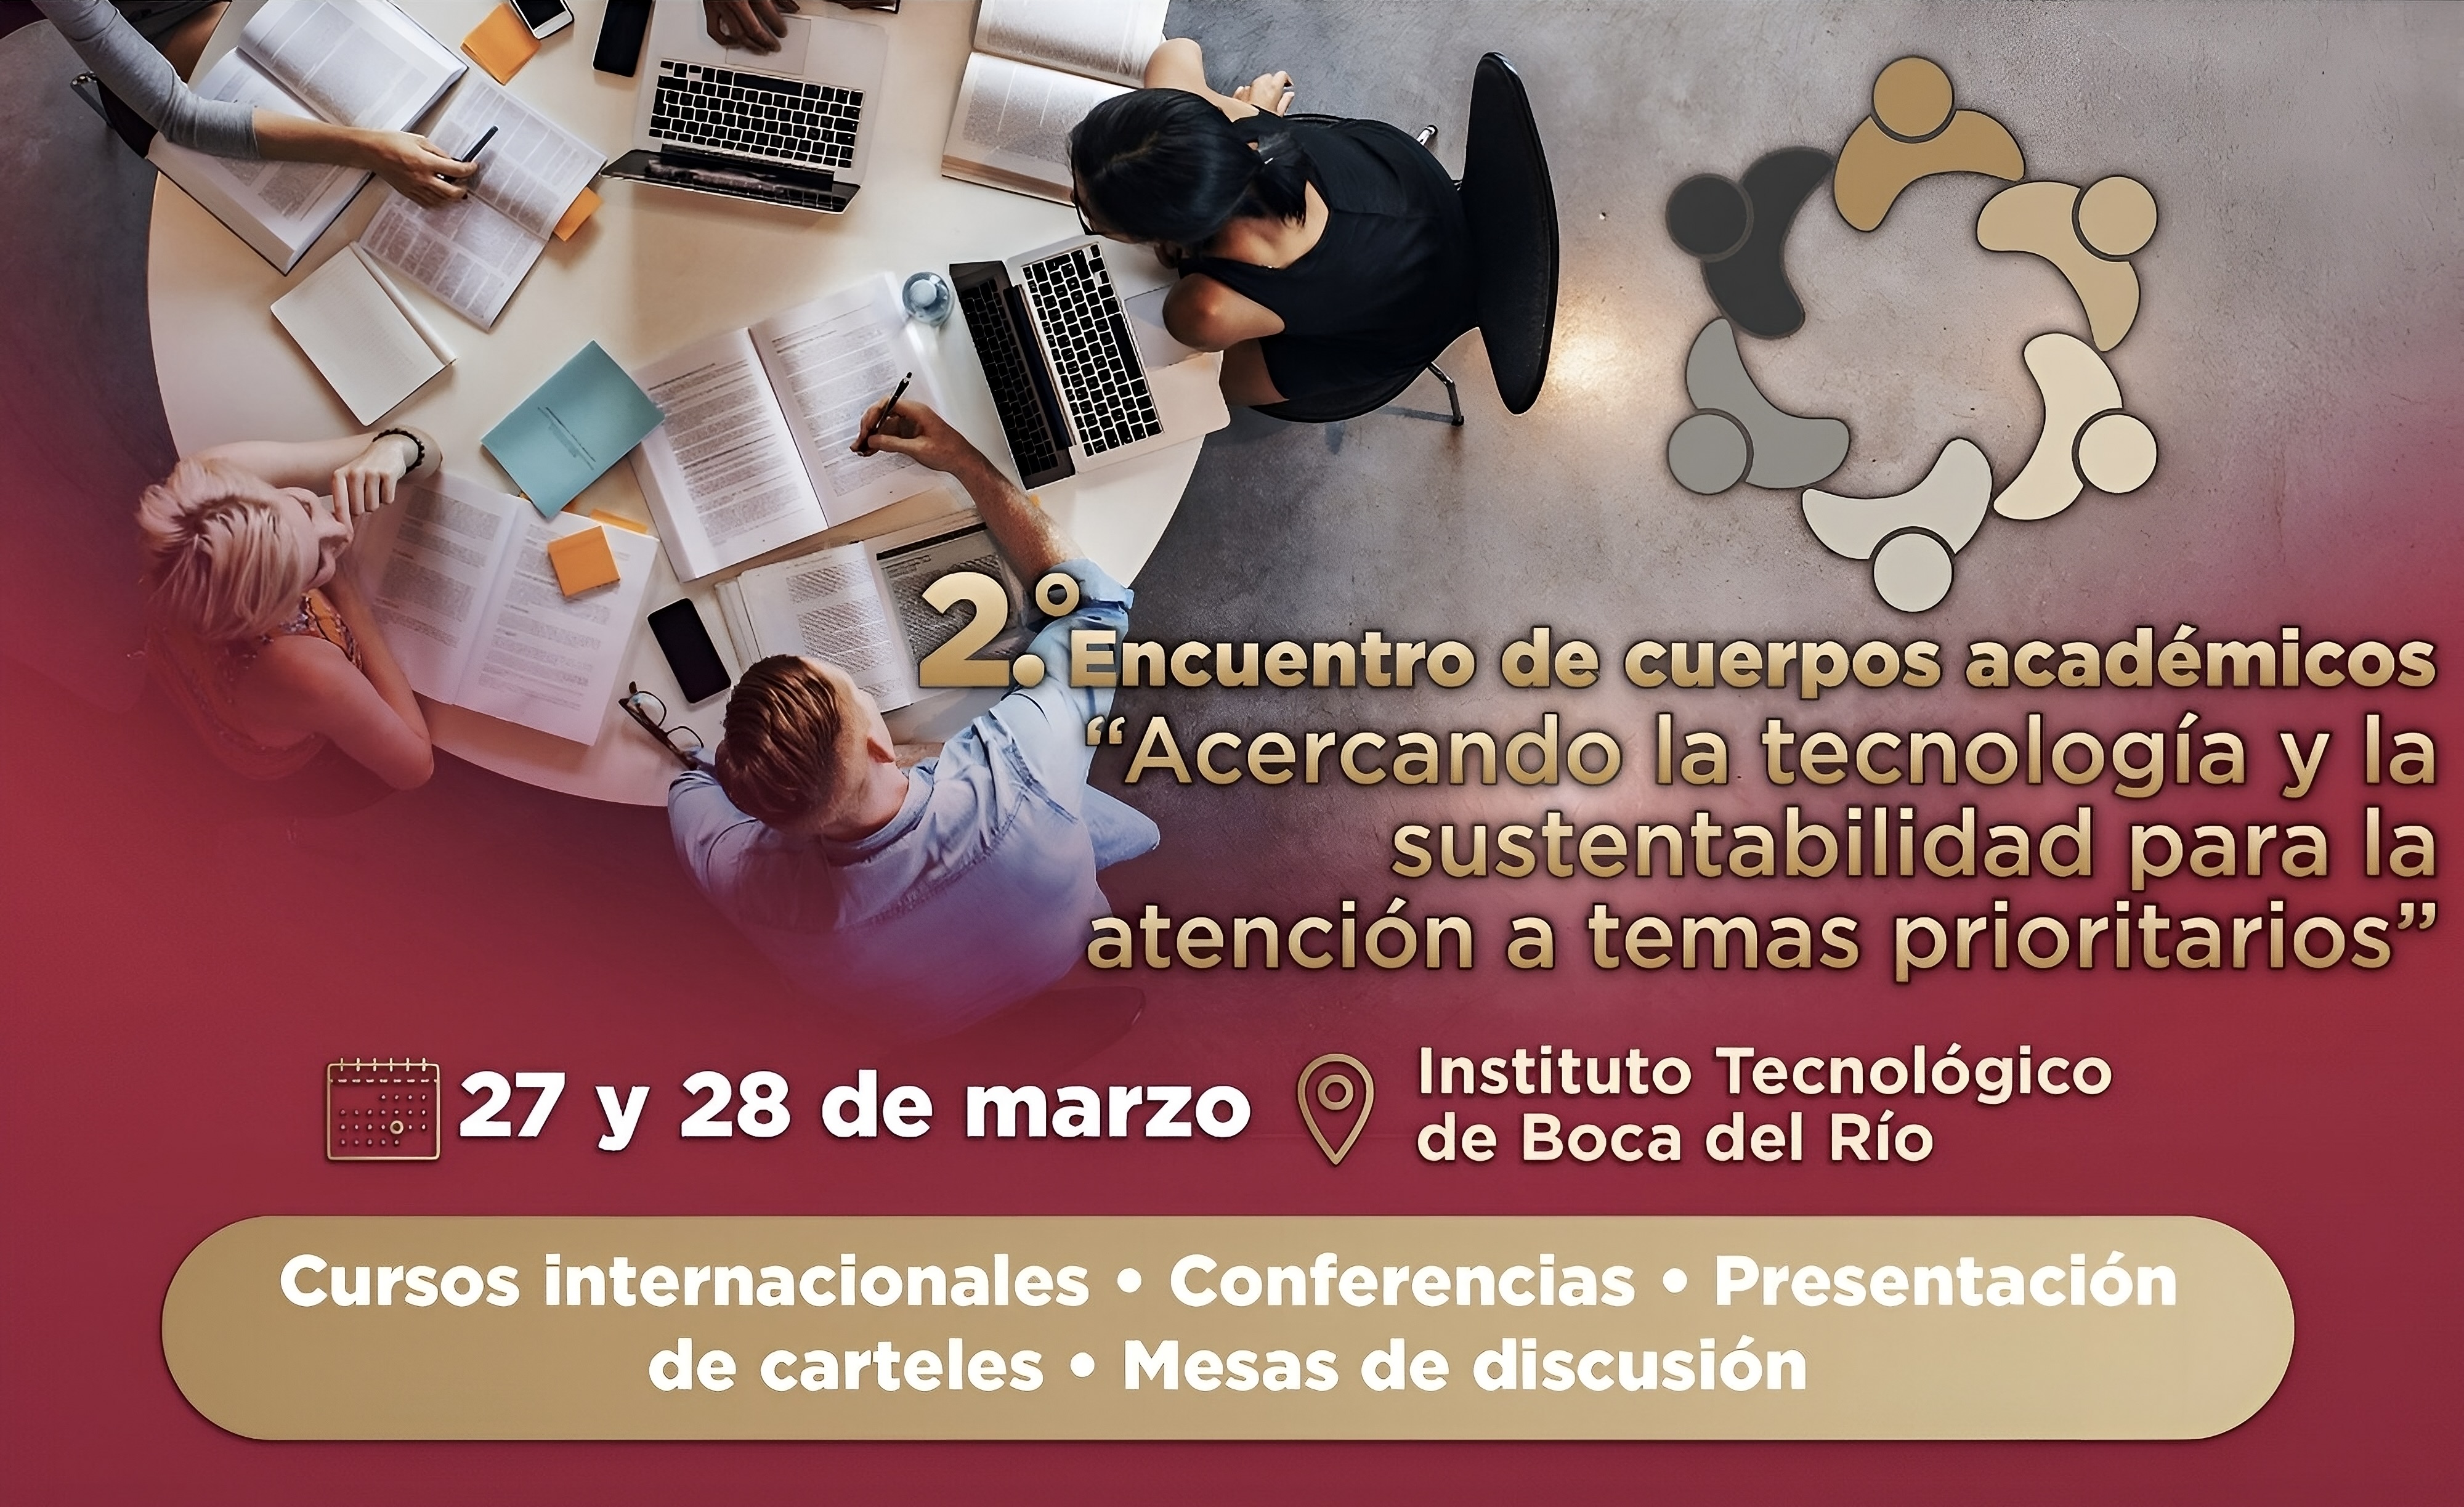 2.° Encuentro de cuerpos académicos
“Acercando la tecnología y la
sustentabilidad para la
atención a temas prioritarios”
27 y 28 de marzo
Instituto Tecnológico
de Boca del Río
Cursos internacionales • Conferencias • Presentación
de carteles • Mesas de discusión